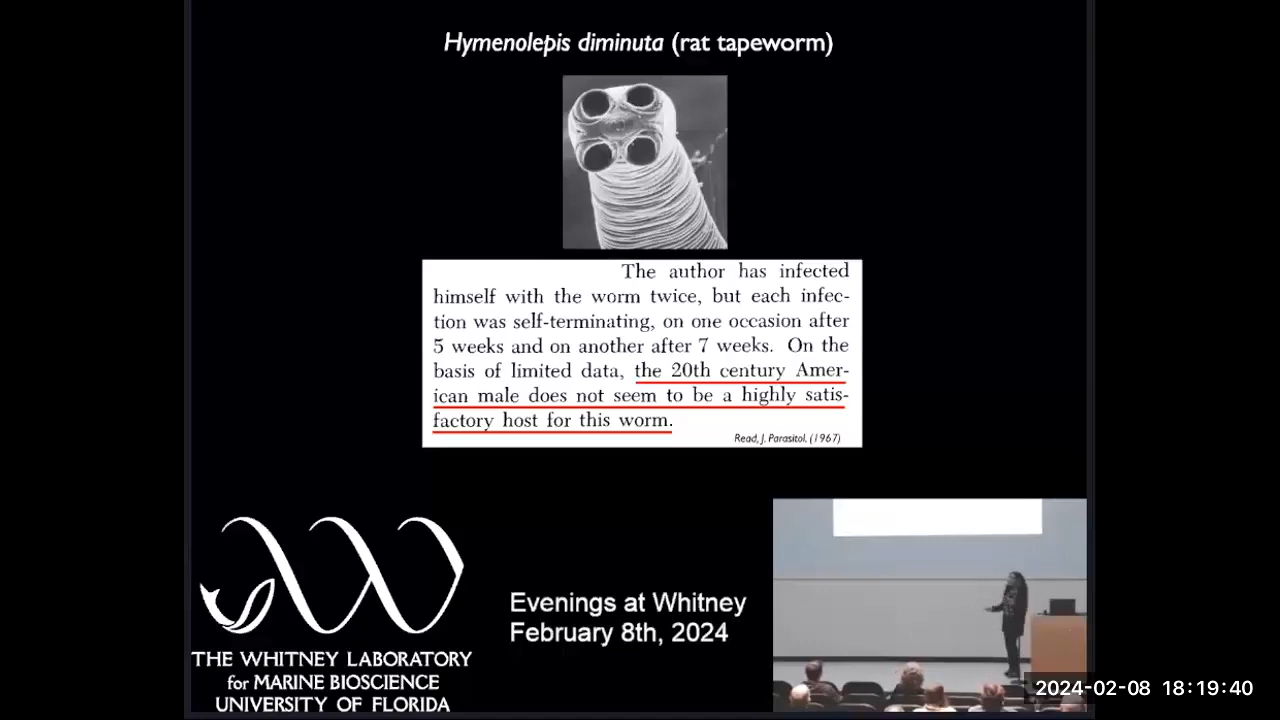 Hymenolepis diminuta (rat tapeworm)
The author has infected
himself with the worm twice, but each infec-
tion was self-terminating, on one occasion after
5 weeks and on another after 7 weeks. On the
basis of limited data, the 20th century Amer-
ican male does not seem to be a highly satis-
factory host for this worm.
Read, J. Parasitol. (1967)
THE WHITNEY LABORATORY
for MARINE BIOSCIENCE
UNIVERSITY OF FLORIDA
Evenings at Whitney
February 8th, 2024
2024-02-08 18:19:40